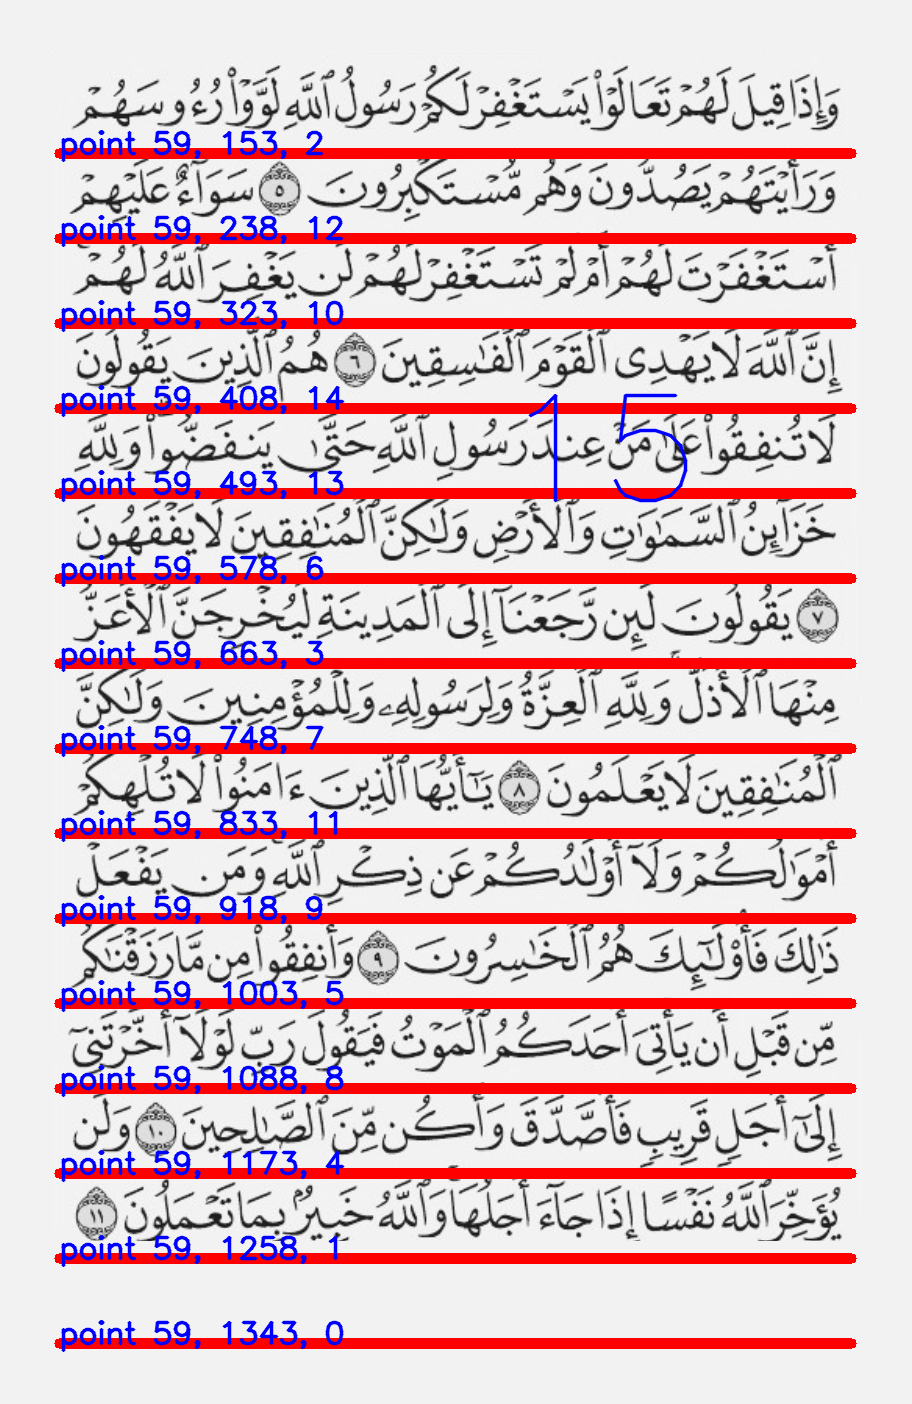 وَإِذَا قِيلَ لَهُمْ تَعَالَوْا۟ يَسْتَغْفِرْ لَكُمْ رَسُولُ ٱللَّهِ لَوَّوْا۟ رُءُوسَهُمْ
point 59, 153, 2
وَرَأَيْتَهُمْ يَصُدُّونَ وَهُم مُّسْتَكْبِرُونَ ٥ سَوَآءٌ عَلَيْهِمْ
point 59, 238, 12
أَسْتَغْفَرْتَ لَهُمْ أَمْ لَمْ تَسْتَغْفِرْ لَهُمْ لَن يَغْفِرَ ٱللَّهُ لَهُمْ
point 59, 323, 10
إِنَّ ٱللَّهَ لَا يَهْدِى ٱلْقَوْمَ ٱلْفَـٰسِقِينَ ٦ هُمُ ٱلَّذِينَ يَقُولُونَ
point 59, 408, 14
15
لَا تُنفِقُوا۟ عَلَىٰ مَنْ عِندَ رَسُولِ ٱللَّهِ حَتَّىٰ يَنفَضُّوا۟ وَلِلَّهِ
point 59, 493, 13
خَزَآئِنُ ٱلسَّمَـٰوَٰتِ وَٱلْأَرْضِ وَلَـٰكِنَّ ٱلْمُنَـٰفِقِينَ لَا يَفْقَهُونَ
point 59, 578, 6
٧ يَقُولُونَ لَئِن رَّجَعْنَآ إِلَى ٱلْمَدِينَةِ لَيُخْرِجَنَّ ٱلْأَعَزُّ
point 59, 663, 3
مِنْهَا ٱلْأَذَلَّ وَلِلَّهِ ٱلْعِزَّةُ وَلِرَسُولِهِۦ وَلِلْمُؤْمِنِينَ وَلَـٰكِنَّ
point 59, 748, 7
ٱلْمُنَـٰفِقِينَ لَا يَعْلَمُونَ ٨ يَـٰٓأَيُّهَا ٱلَّذِينَ ءَامَنُوا۟ لَا تُلْهِكُمْ
point 59, 833, 11
أَمْوَٰلُكُمْ وَلَآ أَوْلَـٰدُكُمْ عَن ذِكْرِ ٱللَّهِ وَمَن يَفْعَلْ
point 59, 918, 9
ذَٰلِكَ فَأُو۟لَـٰٓئِكَ هُمُ ٱلْخَـٰسِرُونَ ٩ وَأَنفِقُوا۟ مِن مَّا رَزَقْنَـٰكُم
point 59, 1003, 5
مِّن قَبْلِ أَن يَأْتِىَ أَحَدَكُمُ ٱلْمَوْتُ فَيَقُولَ رَبِّ لَوْلَآ أَخَّرْتَنِىٓ
point 59, 1088, 8
إِلَىٰٓ أَجَلٍ قَرِيبٍ فَأَصَّدَّقَ وَأَكُن مِّنَ ٱلصَّـٰلِحِينَ ١٠ وَلَن
point 59, 1173, 4
يُؤَخِّرَ ٱللَّهُ نَفْسًا إِذَا جَآءَ أَجَلُهَا وَٱللَّهُ خَبِيرٌۢ بِمَا تَعْمَلُونَ ١١
point 59, 1258, 1
point 59, 1343, 0